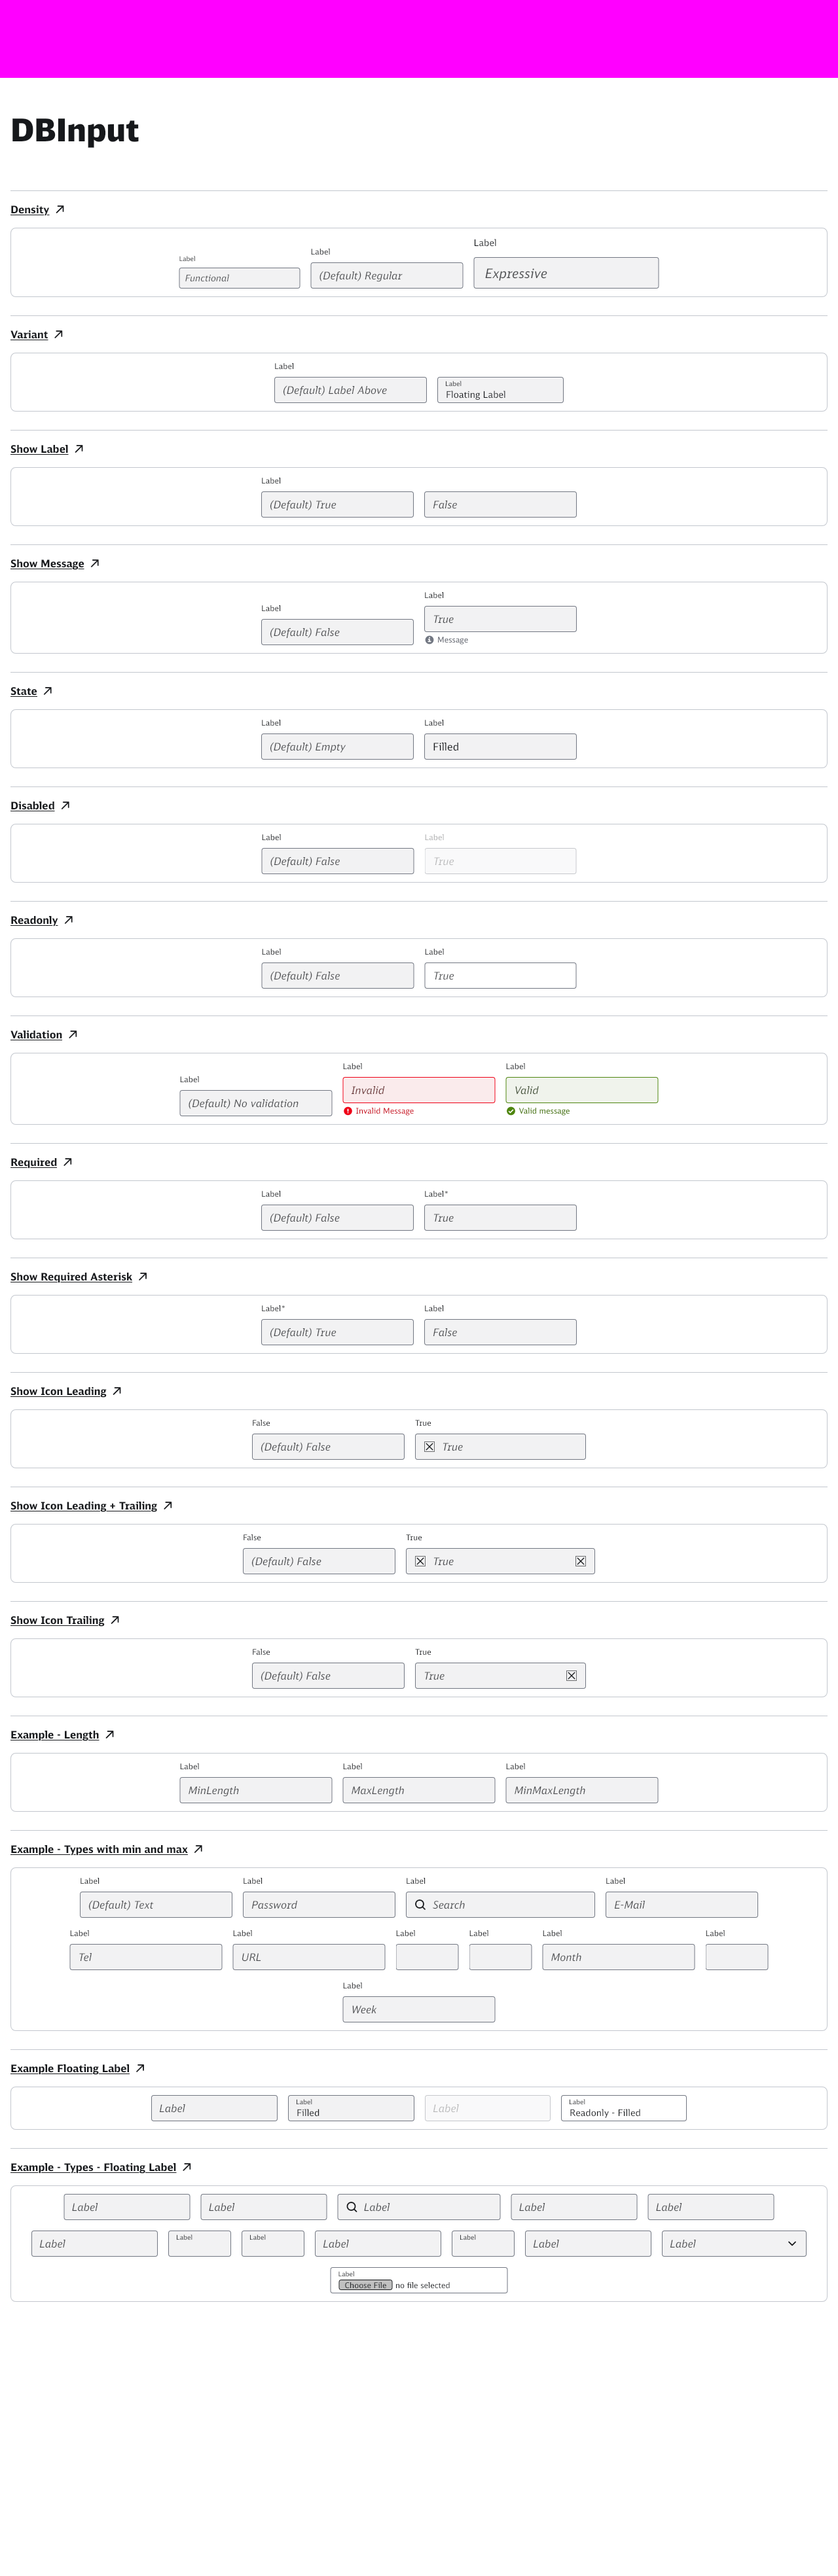 DBInput
Density
Label
Label
Label
Functional
(Default) Regular
Expressive
Variant
Label
(Default) Label Above
Label
Floating Label
Show Label
Label
(Default) True
False
Show Message
Label
Label
(Default) False
True
Message
State
Label
Label
(Default) Empty
Filled
Disabled
Label
Label
(Default) False
True
Readonly
Label
Label
(Default) False
True
Validation
Label
Label
Label
(Default) No validation
Invalid
Valid
Invalid Message
Valid message
Required
Label
Label*
(Default) False
True
Show Required Asterisk
Label*
Label
(Default) True
False
Show Icon Leading
False
True
(Default) False
True
Show Icon Leading + Trailing
False
True
(Default) False
True
Show Icon Trailing
False
True
(Default) False
True
Example - Length
Label
Label
Label
MinLength
MaxLength
MinMaxLength
Example - Types with min and max
Label
Label
Label
Label
(Default) Text
Password
Search
E-Mail
Label
Label
Label
Label
Label
Label
Tel
URL
Month
Label
Week
Example Floating Label
Label
Label
Filled
Label
Label
Readonly - Filled
Example - Types - Floating Label
Label
Label
Label
Label
Label
Label
Label
Label
Label
Label
Label
Label
Label
Choose File no file selected